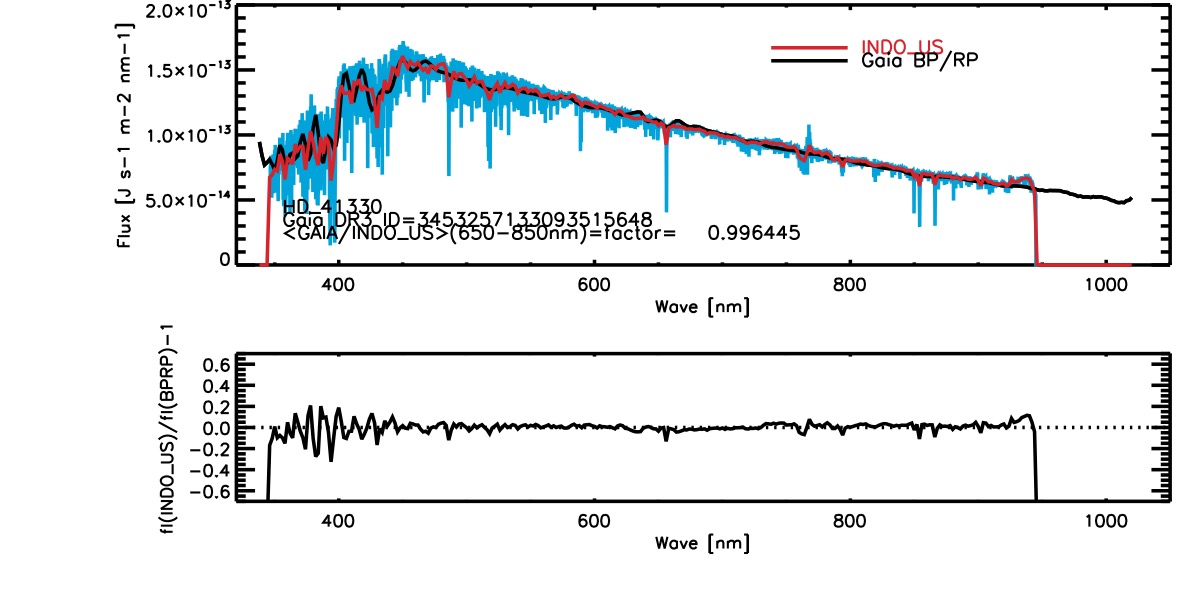 2.0×10−13
1.5×10−13
1.0×10−13
5.0×10−14
0
Flux [J s−1 m−2 nm−1]
INDO_US
Gaia BP/RP
HD_41330
Gaia DR3 ID=3453257133093515648
<GAIA/INDO_US>(650−850nm)=factor= 0.996445
400 600 800 1000
Wave [nm]
fl(INDO_US)/fl(BPRP)−1
0.6
0.4
0.2
0.0
−0.2
−0.4
−0.6
400 600 800 1000
Wave [nm]